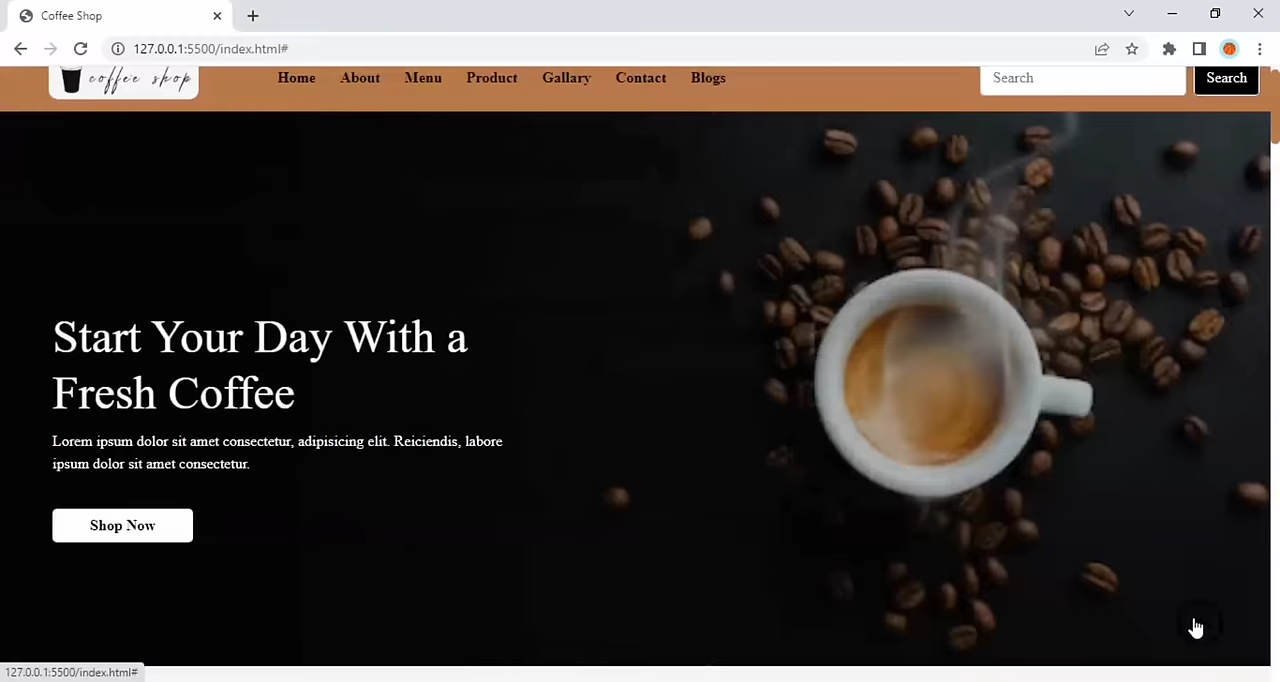 Coffee Shop
127.0.0.1:5500/index.html#
coffee shop
Home About Menu Product Gallary Contact Blogs
Search Search
Start Your Day With a
Fresh Coffee
Lorem ipsum dolor sit amet consectetur, adipisicing elit. Reiciendis, labore
ipsum dolor sit amet consectetur.
Shop Now
127.0.0.1:5500/index.html#